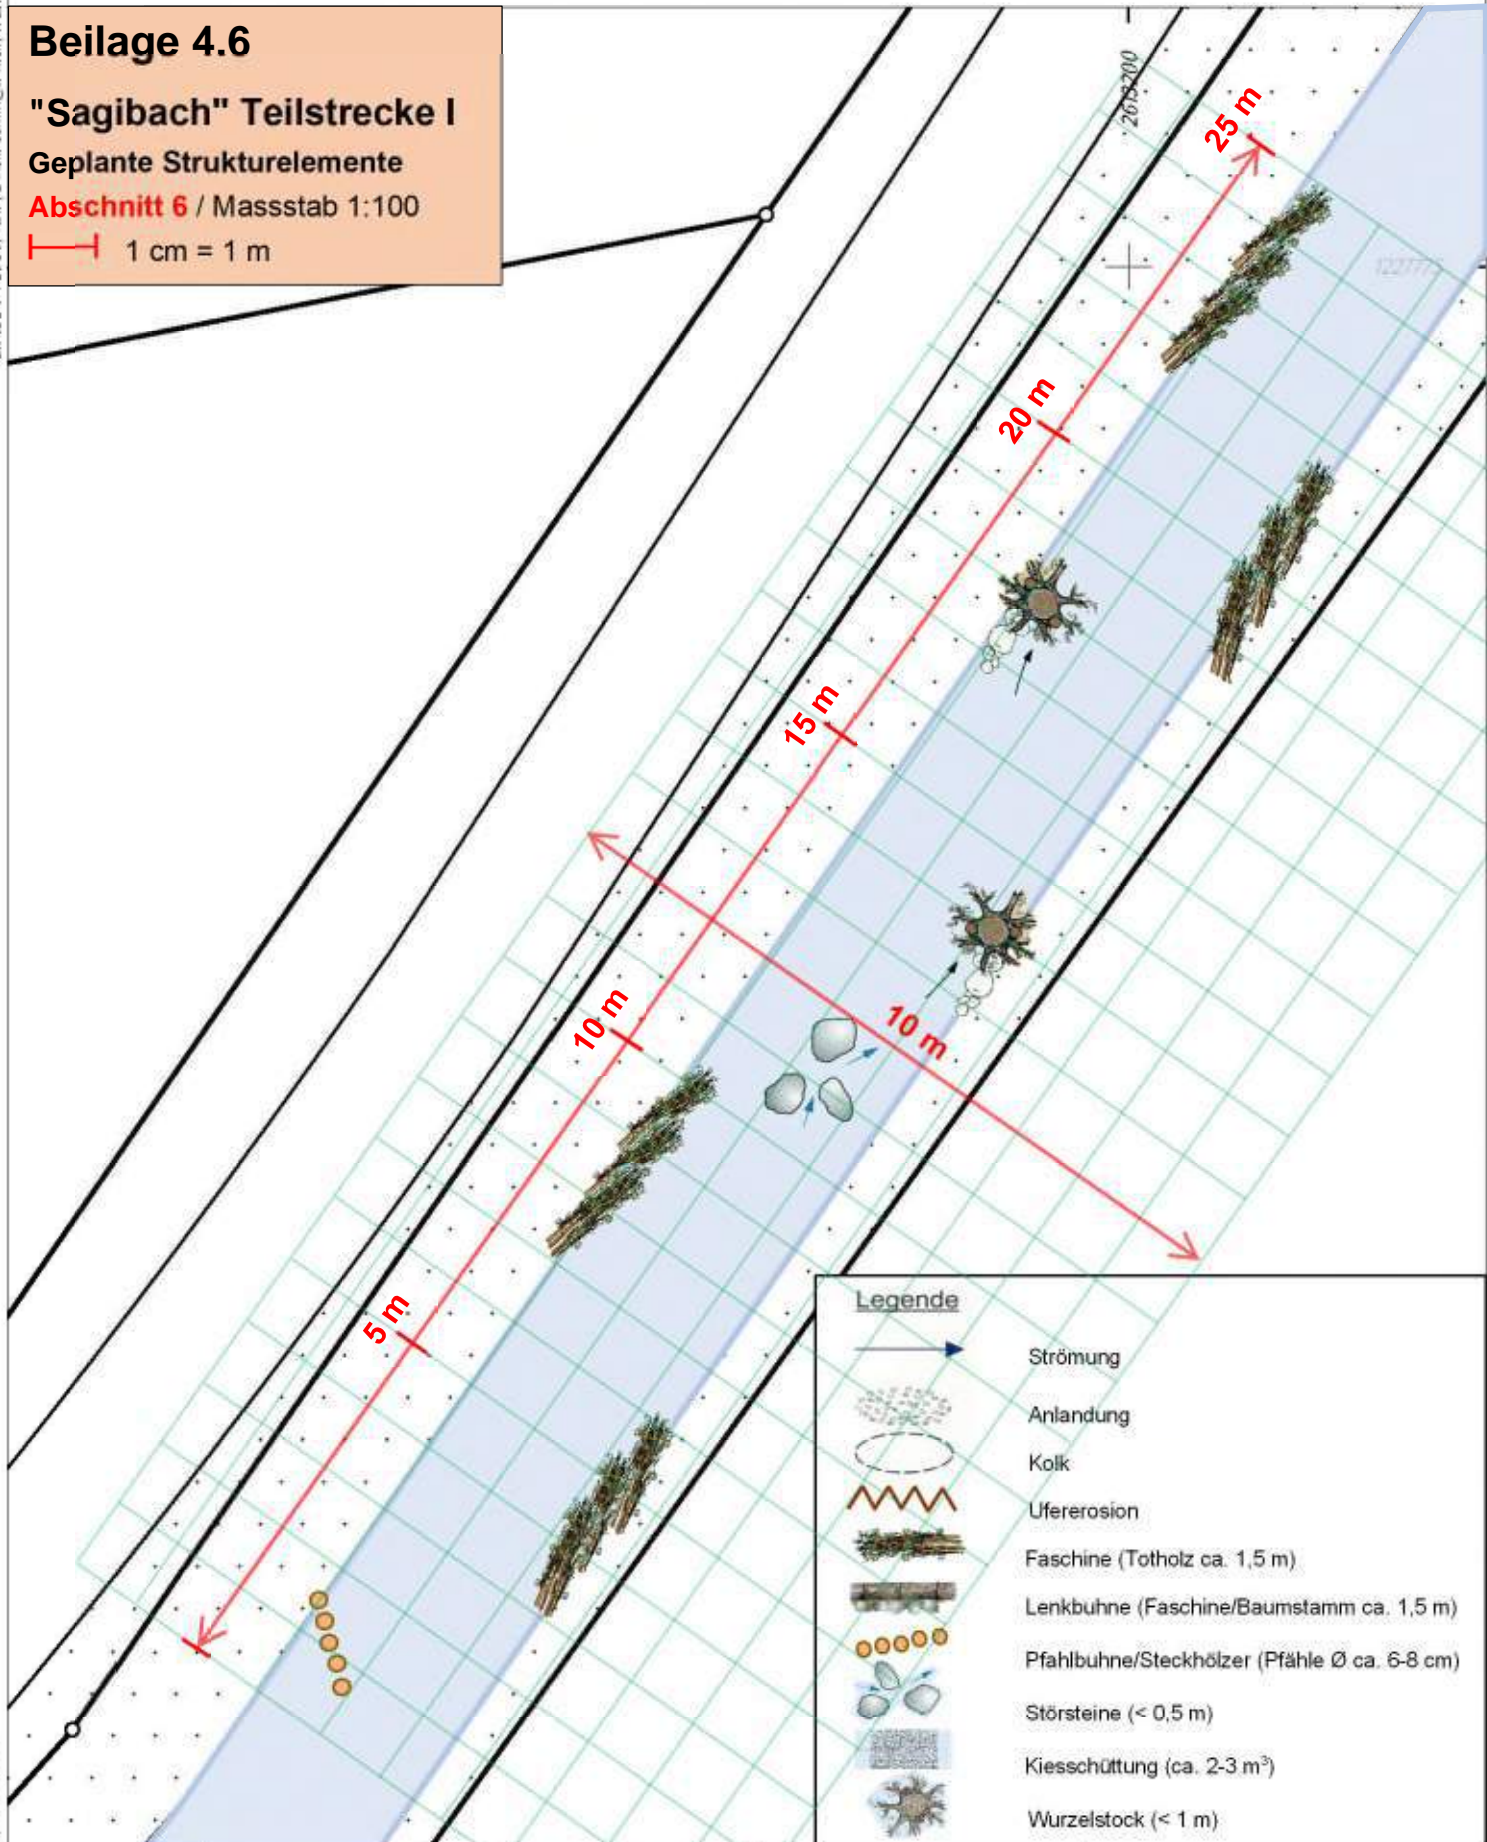 Beilage 4.6
"Sagibach" Teilstrecke I
Geplante Strukturelemente
Abschnitt 6 / Massstab 1:100
1 cm = 1 m
2613200
25 m
1227775
20 m
15 m
10 m
10 m
5 m
Legende
Strömung
Anlandung
Kolk
Ufererosion
Faschine (Totholz ca. 1,5 m)
Lenkbuhne (Faschine/Baumstamm ca. 1,5 m)
Pfahlbuhne/Steckhölzer (Pfähle Ø ca. 6-8 cm)
Störsteine (< 0,5 m)
Kiesschüttung (ca. 2-3 m³)
Wurzelstock (< 1 m)